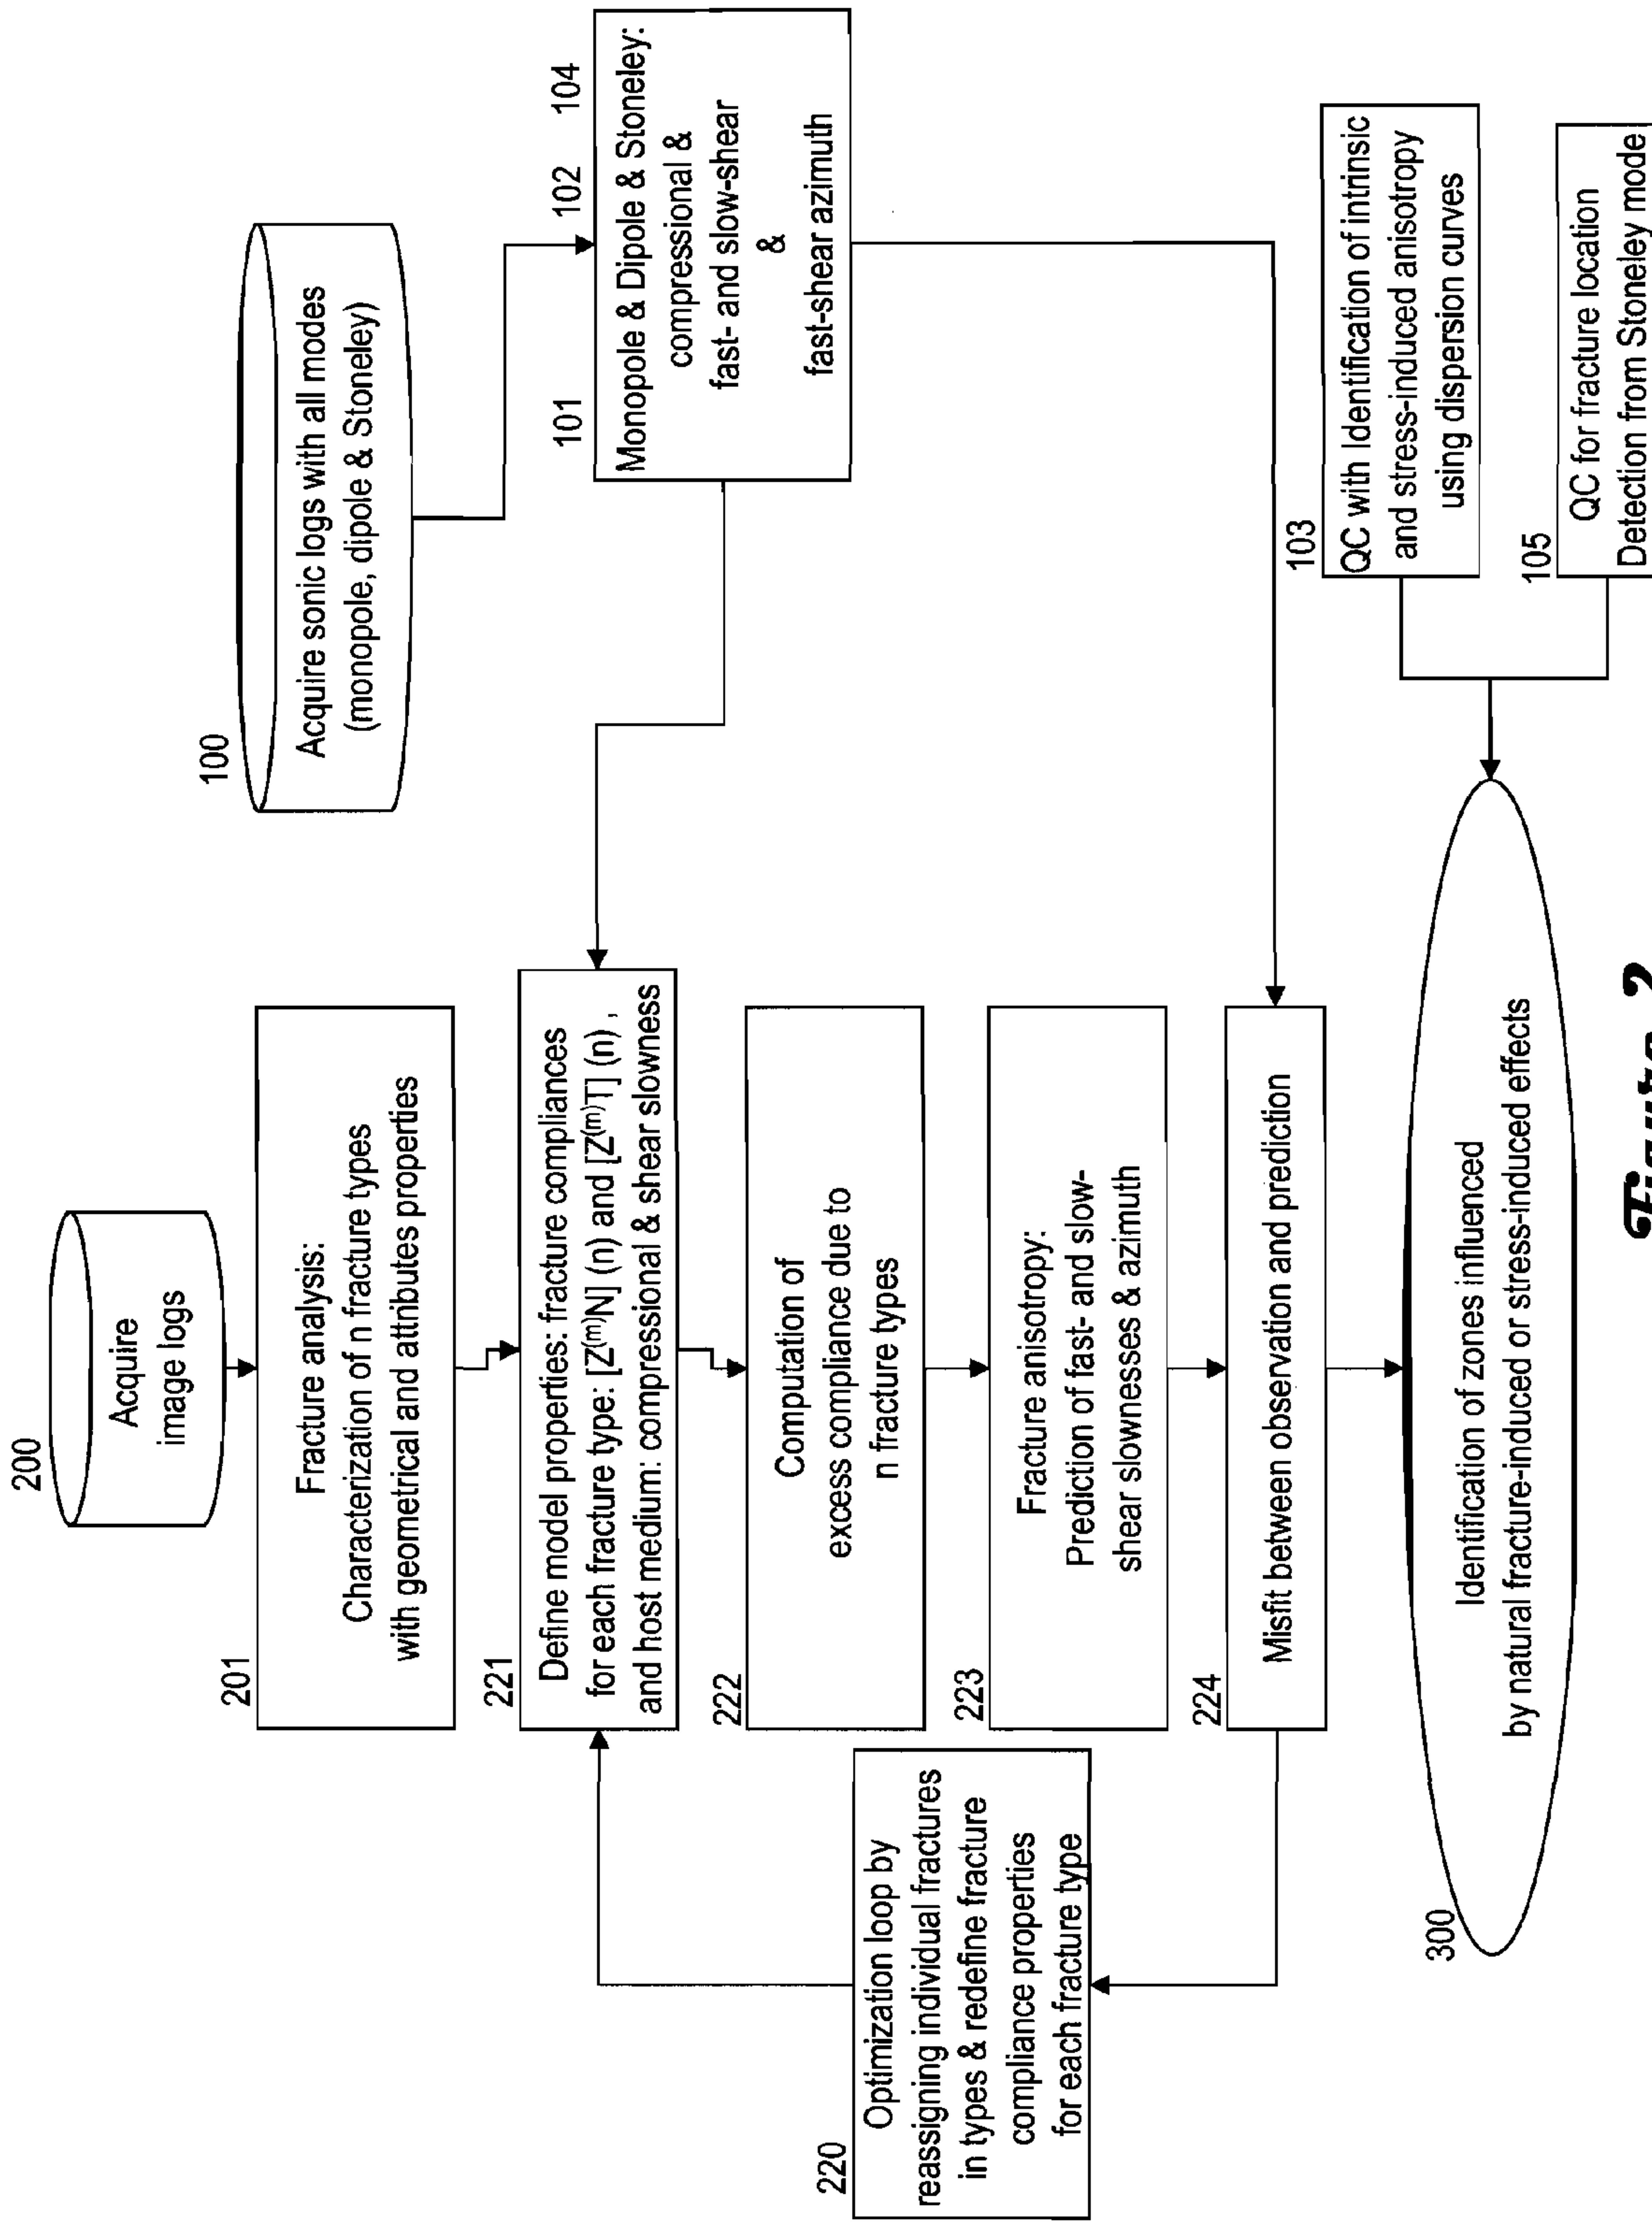 200
Acquire
image logs
201
Fracture analysis:
Characterization of n fracture types
with geometrical and attributes properties
221
Define model properties: fracture compliances
for each fracture type: [Z(m)N] (n) and [Z(m)T] (n) ,
and host medium: compressional & shear slowness
222
Computation of
excess compliance due to
n fracture types
223
Fracture anisotropy:
Prediction of fast- and slow-
shear slownesses & azimuth
224
Misfit between observation and prediction
220
Optimization loop by
reassigning individual fractures
in types & redefine fracture
compliance properties
for each fracture type
300
Identification of zones influenced
by natural fracture-induced or stress-induced effects
100
Acquire sonic logs with all modes
(monopole, dipole & Stoneley)
101 102 104
Monopole & Dipole & Stoneley:
compressional &
fast- and slow-shear
&
fast-shear azimuth
103
QC with Identification of intrinsic
and stress-induced anisotropy
using dispersion curves
105
QC for fracture location
Detection from Stoneley mode
Figure 2